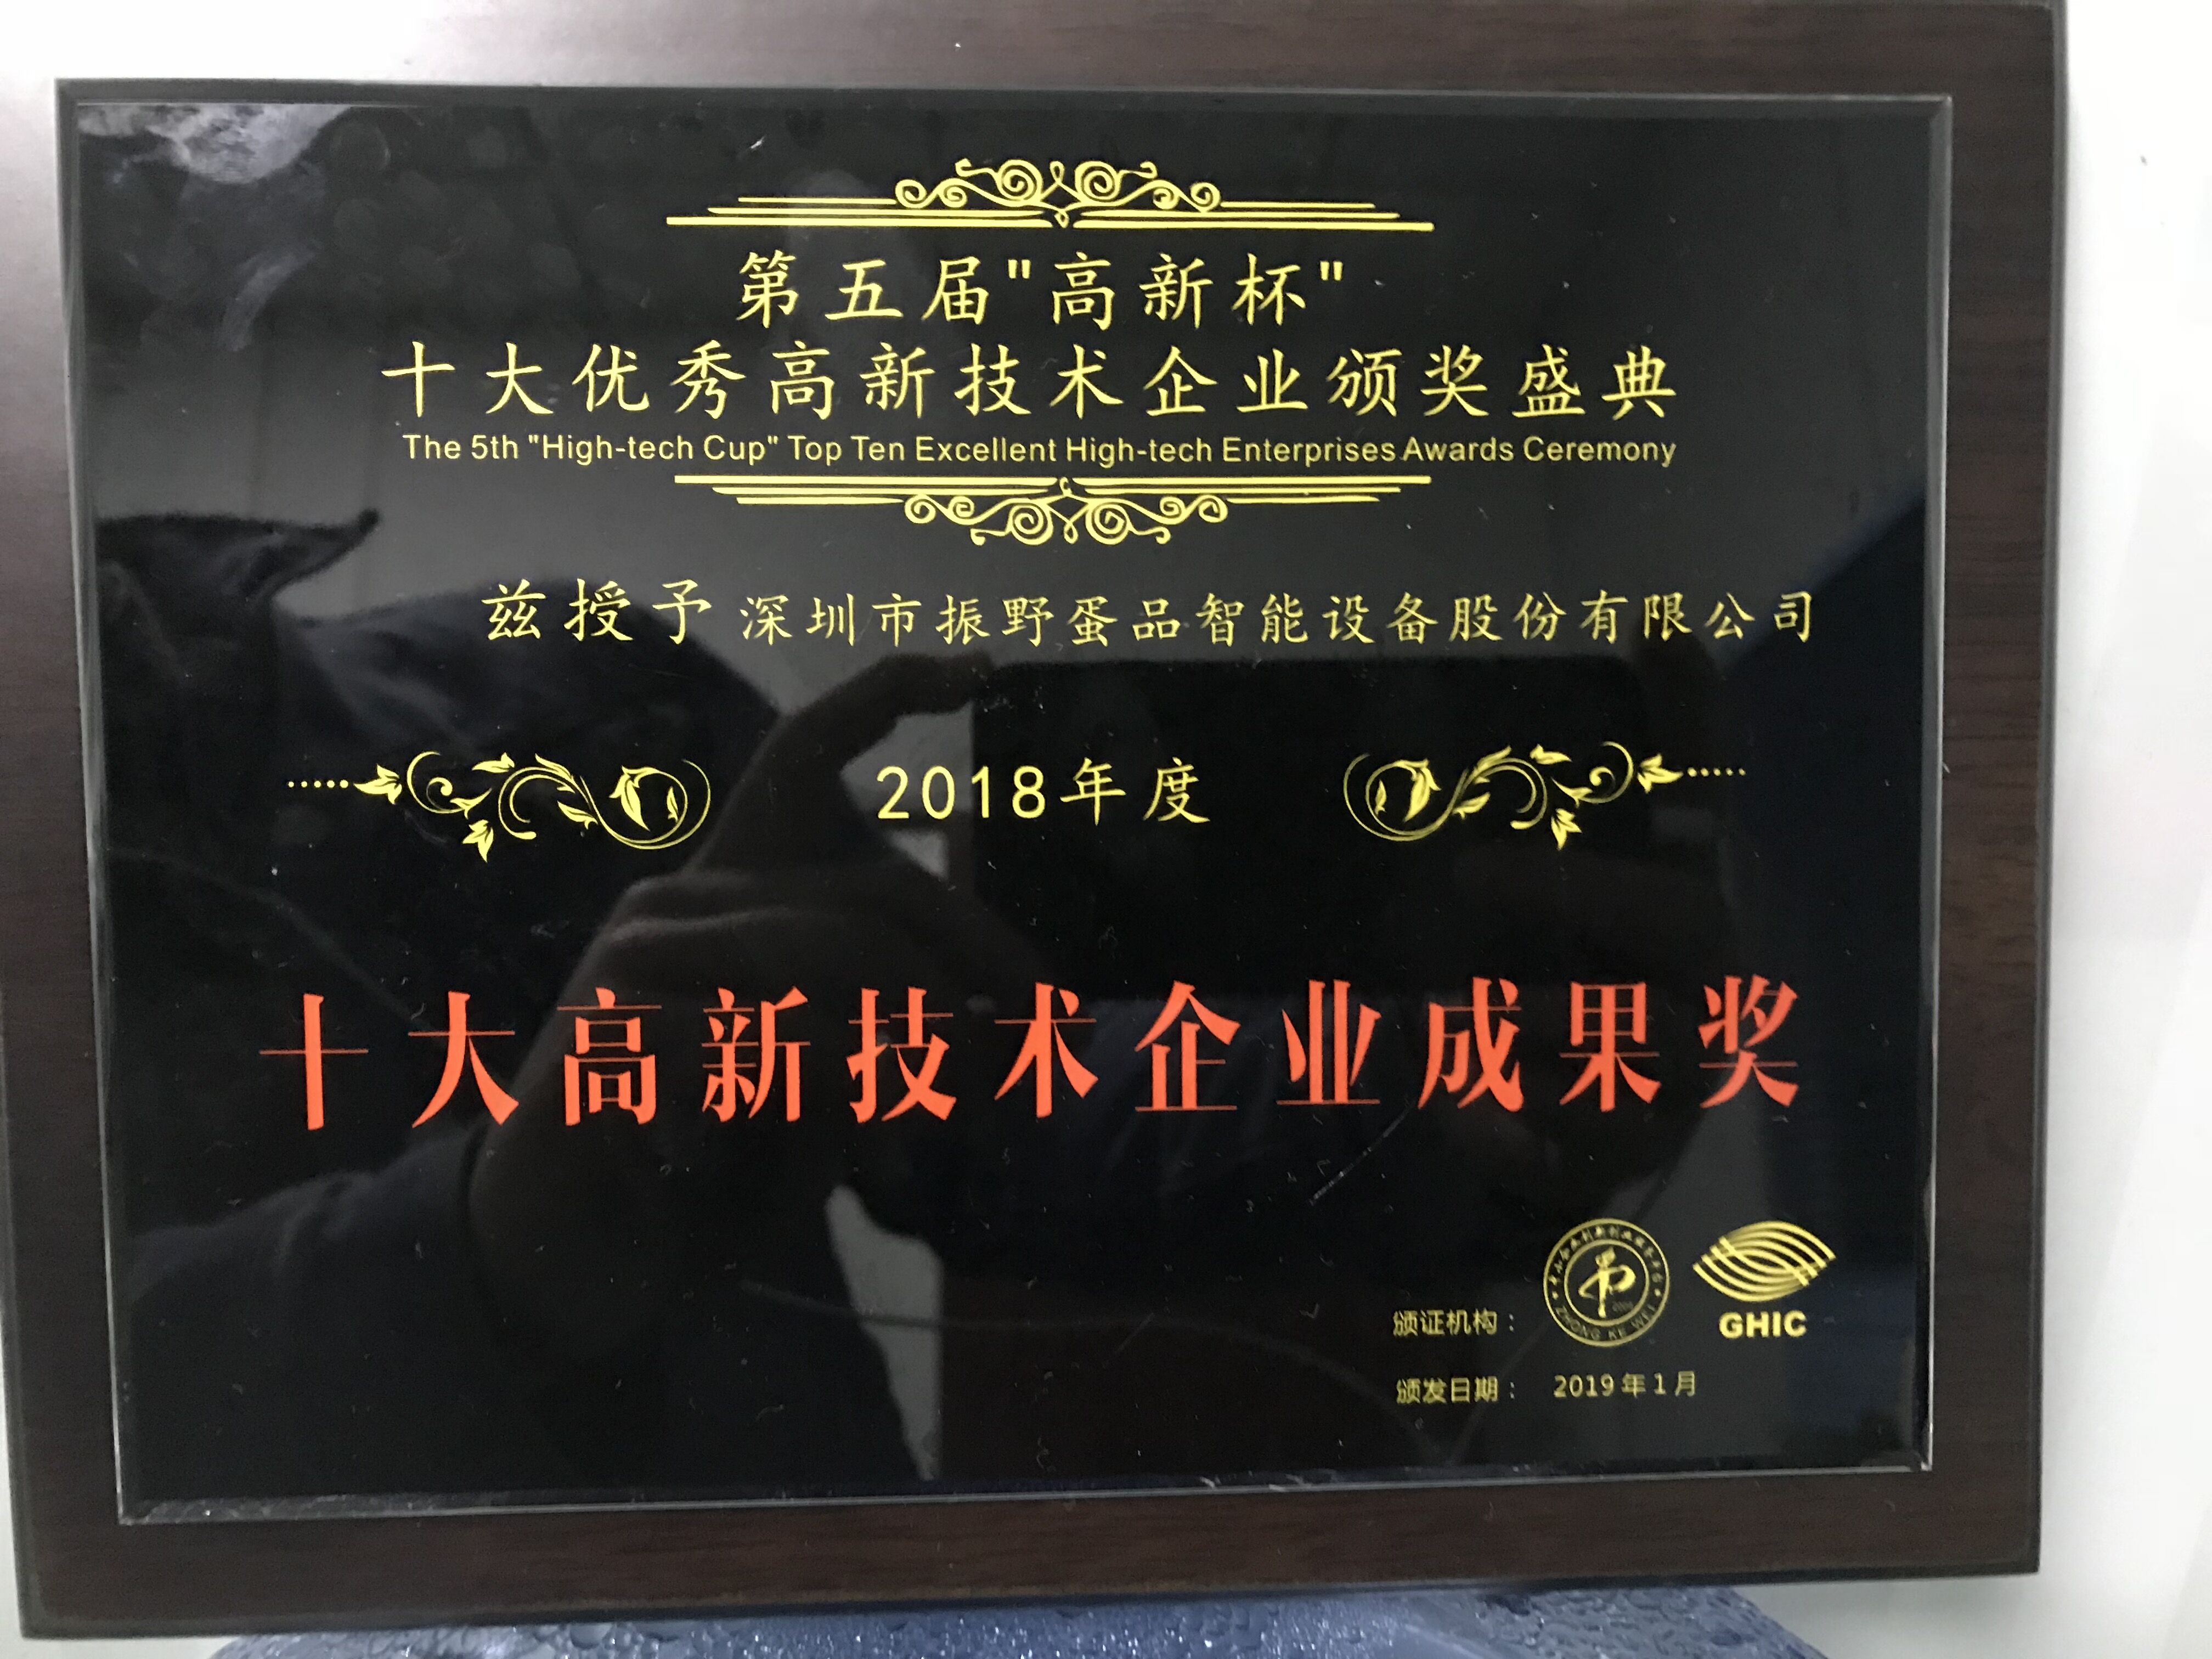 第五届"高新杯"
十大优秀高新技术企业颁奖盛典
The 5th "High-tech Cup" Top Ten Excellent High-tech Enterprises Awards Ceremony
兹授予 深圳市振野蛋品智能设备股份有限公司
2018年度
十大高新技术企业成果奖
颁证机构：
ZHONG KE WEI
GHIC
颁发日期： 2019年1月